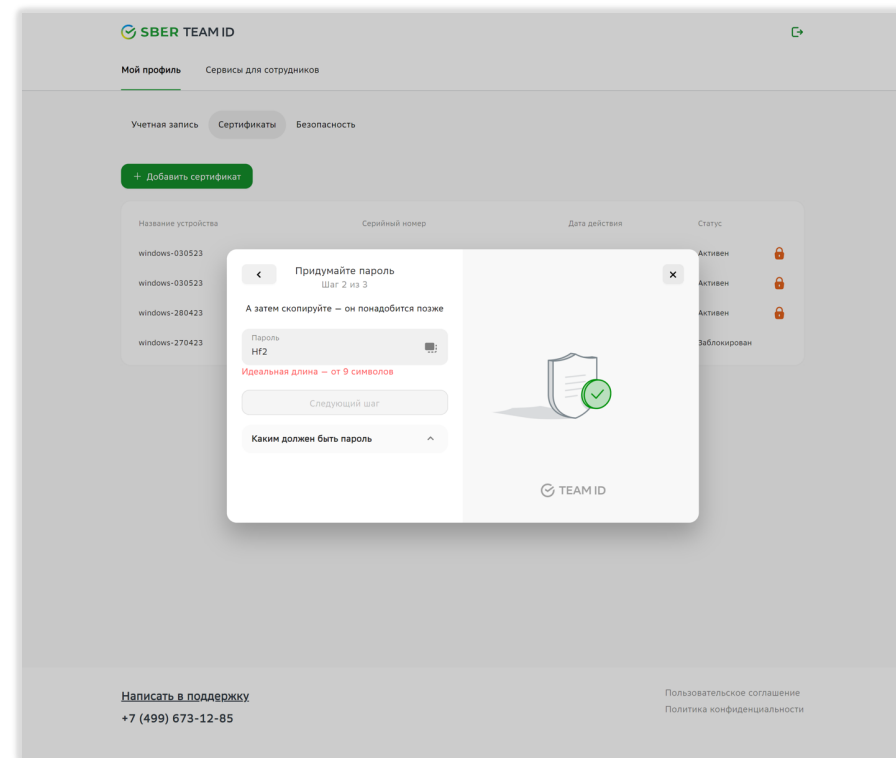 SBER TEAM ID
Мой профиль Сервисы для сотрудников
Учетная запись Сертификаты Безопасность
+ Добавить сертификат
Название устройства Серийный номер Дата действия Статус
windows-030523 Активен
windows-030523 Активен
windows-280423 Активен
windows-270423 Заблокирован
Придумайте пароль
Шаг 2 из 3
А затем скопируйте — он понадобится позже
Пароль
Hf2
Идеальная длина — от 9 символов
Следующий шаг
Каким должен быть пароль
TEAM ID
Написать в поддержку
+7 (499) 673-12-85
Пользовательское соглашение
Политика конфиденциальности